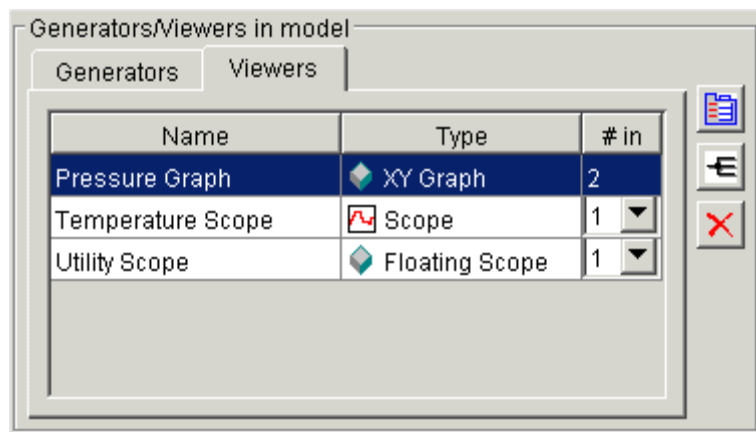 Generators/Viewers in model
Generators Viewers
Name Type # in
Pressure Graph XY Graph 2
Temperature Scope Scope 1
Utility Scope Floating Scope 1